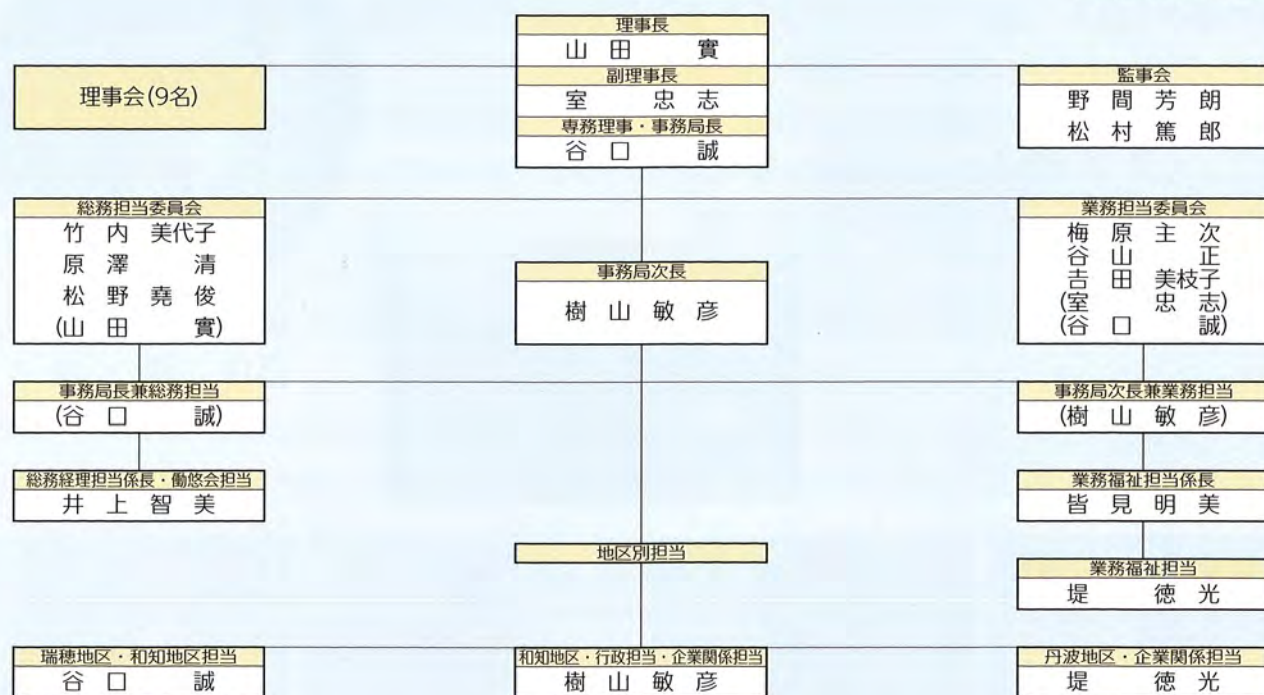 理事長
山田 實
副理事長
室 忠志
専務理事・事務局長
谷口 誠
理事会(9名)
監事会
野間芳朗
松村篤郎
総務担当委員会
竹内 美代子
原澤 清
松野堯俊
(山田 實)
事務局次長
樹山敏彦
業務担当委員会
梅原主次
谷山 正
吉田 美枝子
(室 忠志)
(谷口 誠)
事務局長兼総務担当
(谷口 誠)
事務局次長兼業務担当
(樹山敏彦)
総務経理担当係長・働悠会担当
井上智美
業務福祉担当係長
皆見明美
地区別担当
業務福祉担当
堤 徳光
瑞穂地区・和知地区担当
谷口 誠
和知地区・行政担当・企業関係担当
樹山敏彦
丹波地区・企業関係担当
堤 徳光